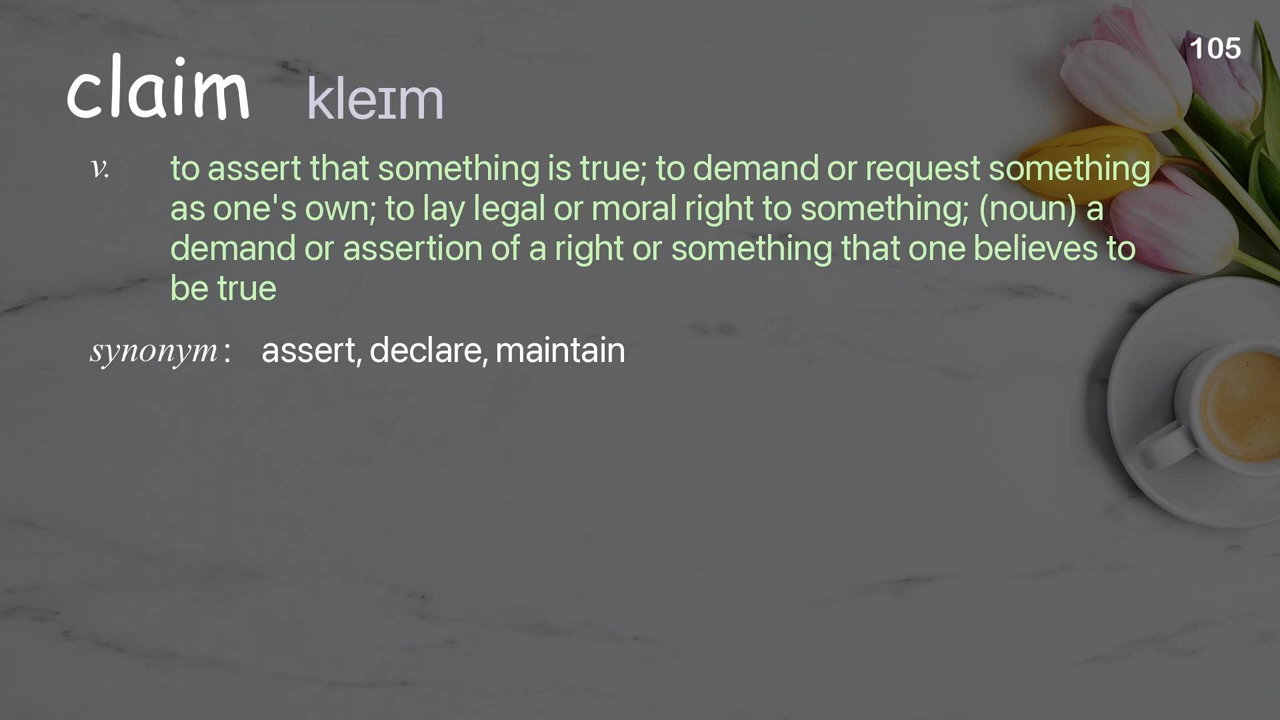 105
claim kleɪm
v. to assert that something is true; to demand or request something
as one's own; to lay legal or moral right to something; (noun) a
demand or assertion of a right or something that one believes to
be true
synonym : assert, declare, maintain